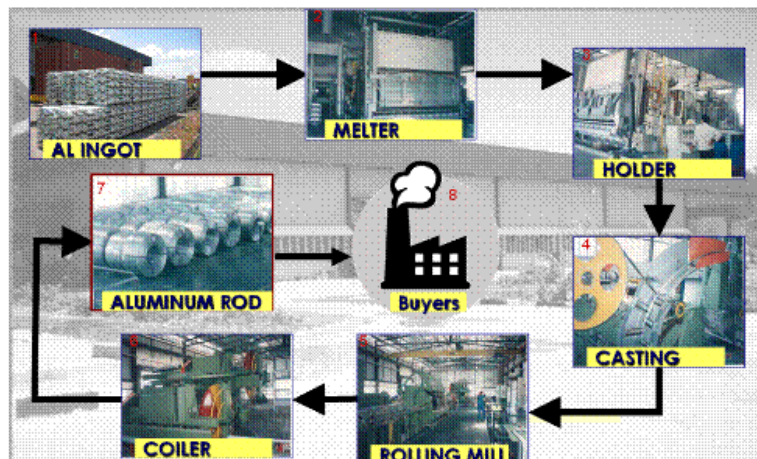 1
AL INGOT
2
MELTER
3
HOLDER
4
CASTING
5
ROLLING MILL
6
COILER
7
ALUMINUM ROD
8
Buyers